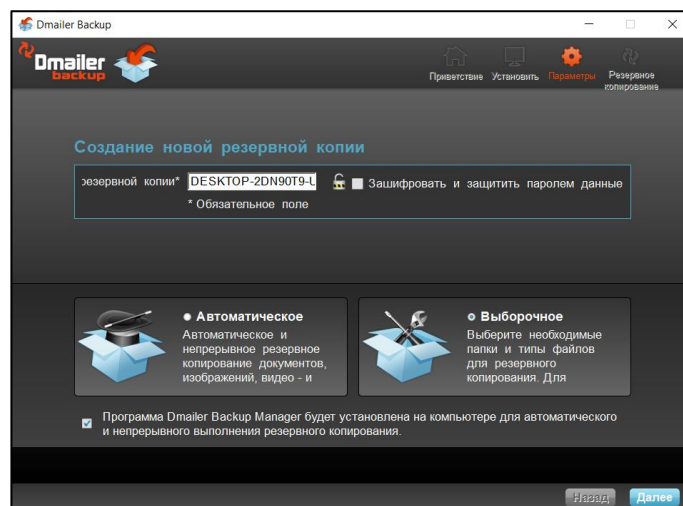 Dmailer Backup
Dmailer
backup
Приветствие Установить Параметры Резервное
копирование
Создание новой резервной копии
резервной копии* DESKTOP-2DN90T9-U Зашифровать и защитить паролем данные
* Обязательное поле
Автоматическое
Автоматическое и
непрерывное резервное
копирование документов,
изображений, видео - и
Выборочное
Выберите необходимые
папки и типы файлов
для резервного
копирования. Для
Программа Dmailer Backup Manager будет установлена на компьютере для автоматического
и непрерывного выполнения резервного копирования.
Назад Далее